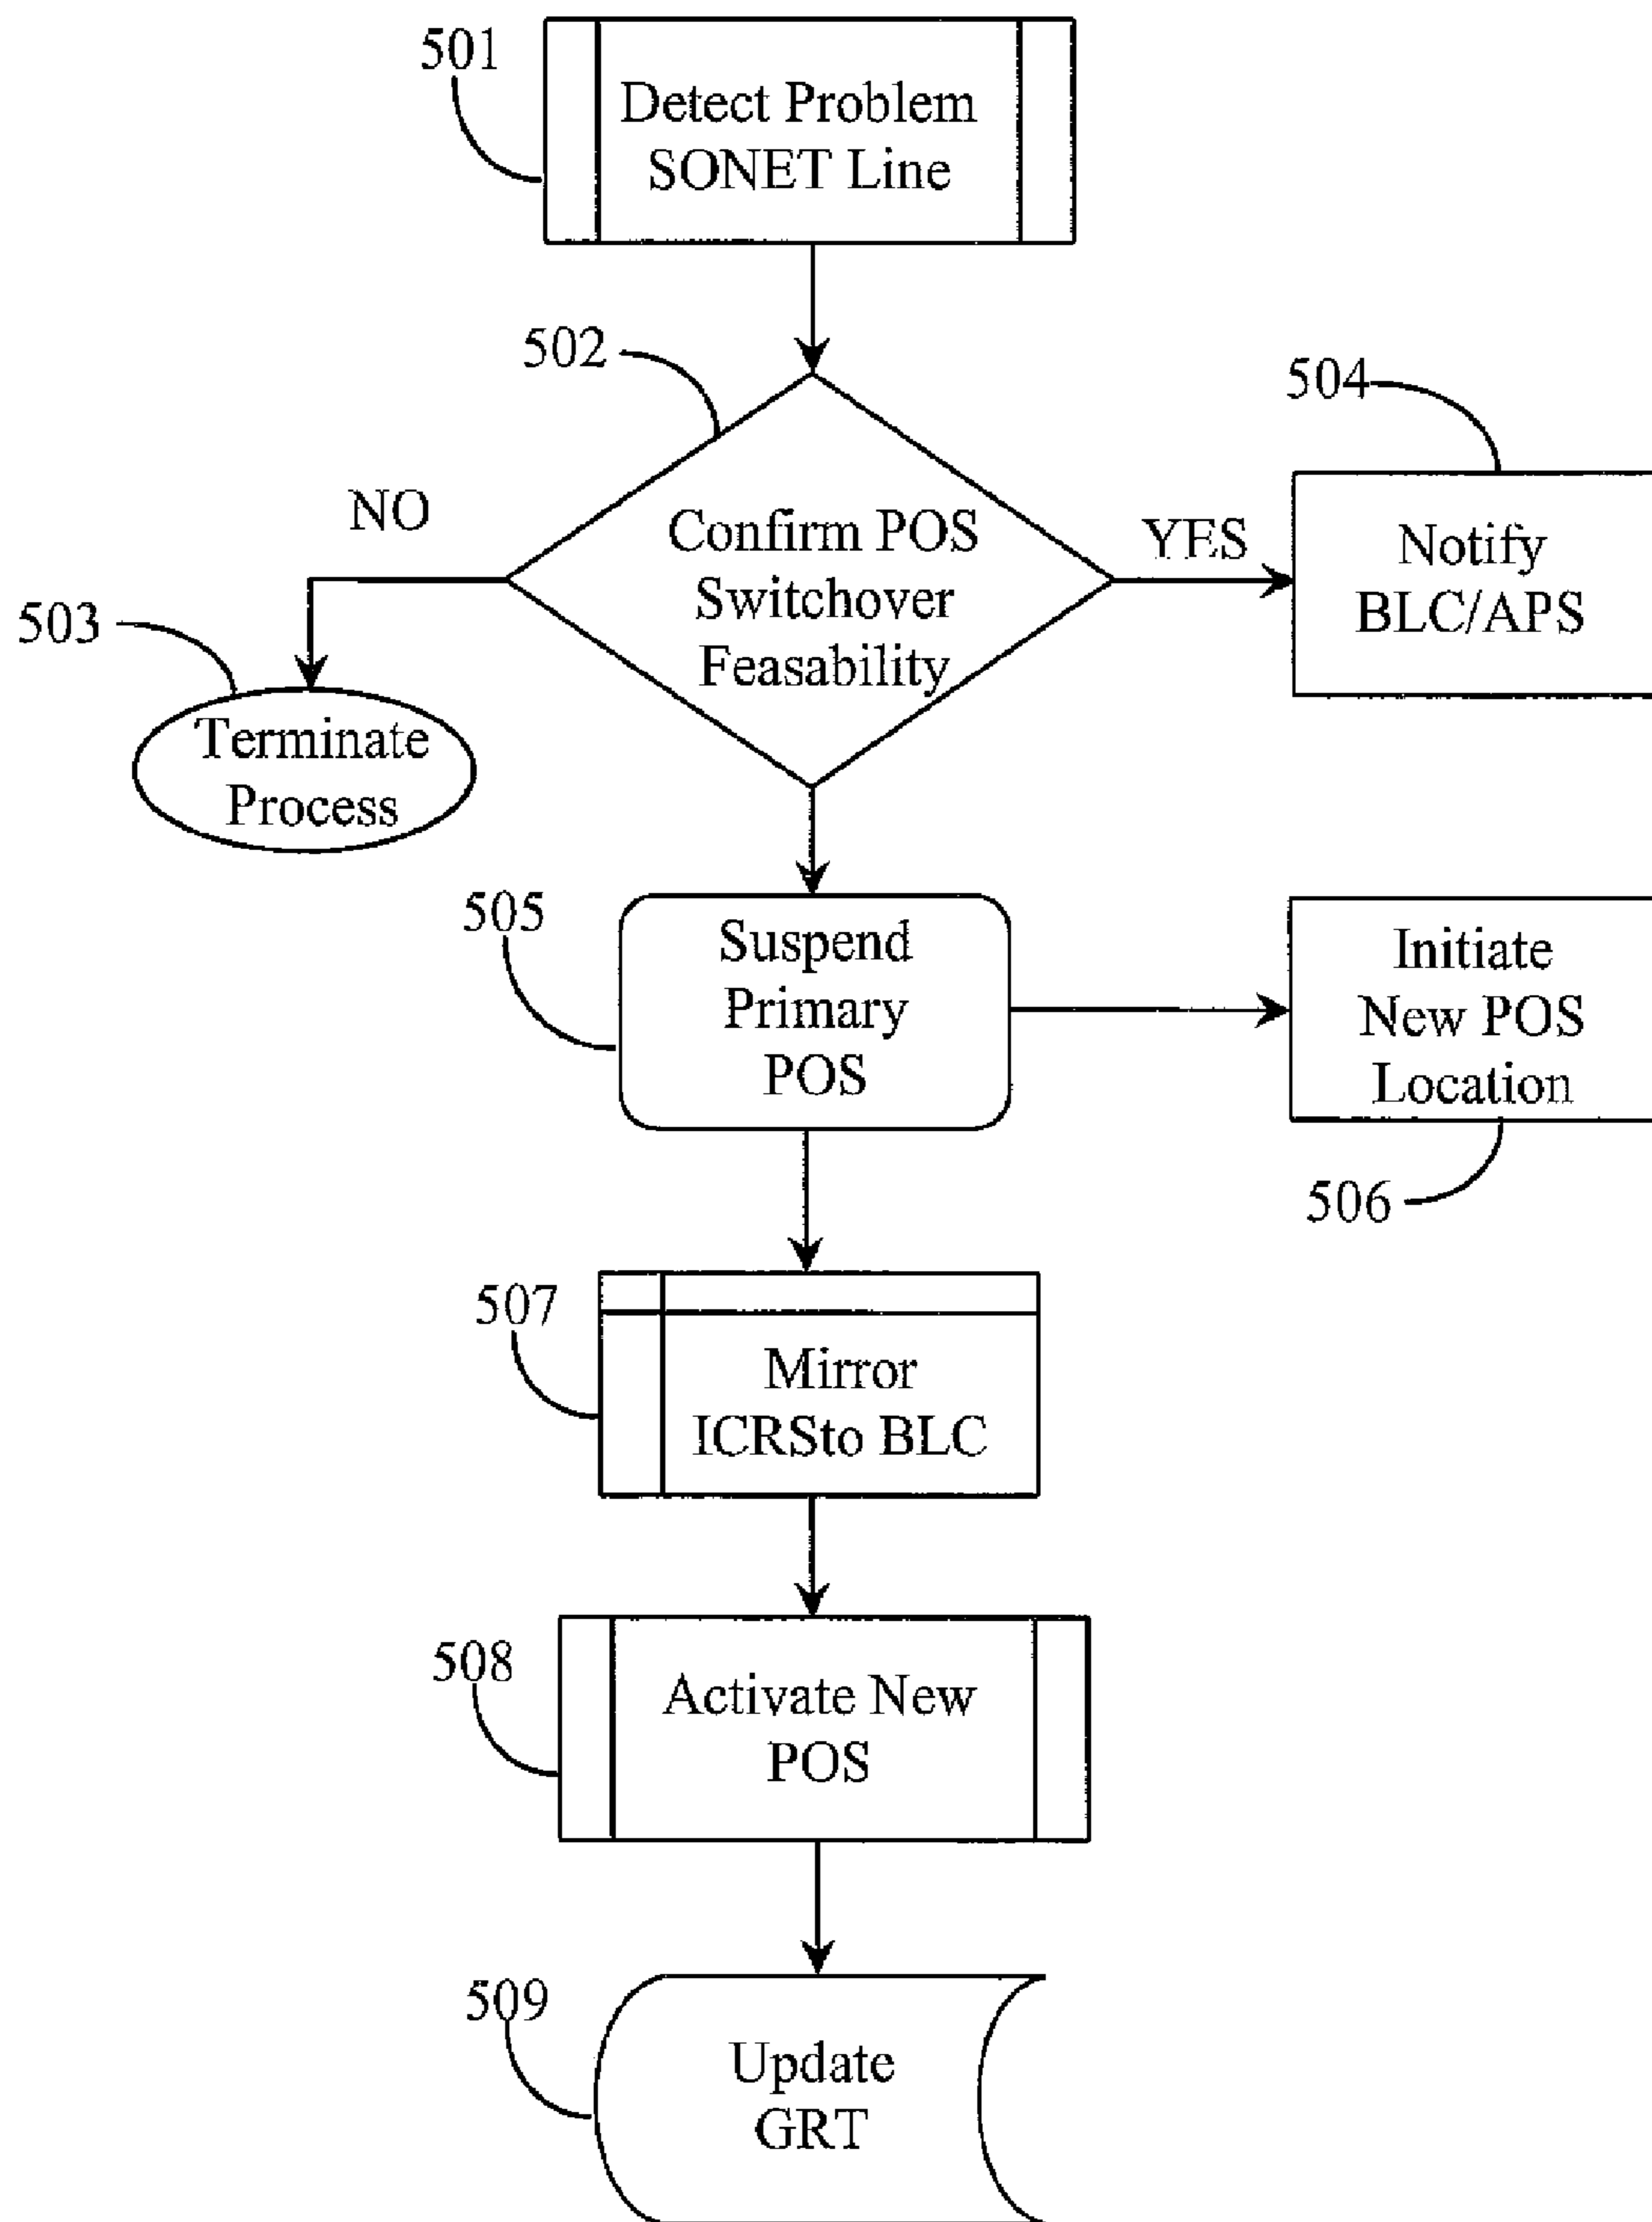 501
Detect Problem
SONET Line
502
504
NO
Confirm POS
Switchover
Feasability
YES
Notify
BLC/APS
503
Terminate
Process
505
Suspend
Primary
POS
Initiate
New POS
Location
506
507
Mirror
ICRSto BLC
508
Activate New
POS
509
Update
GRT